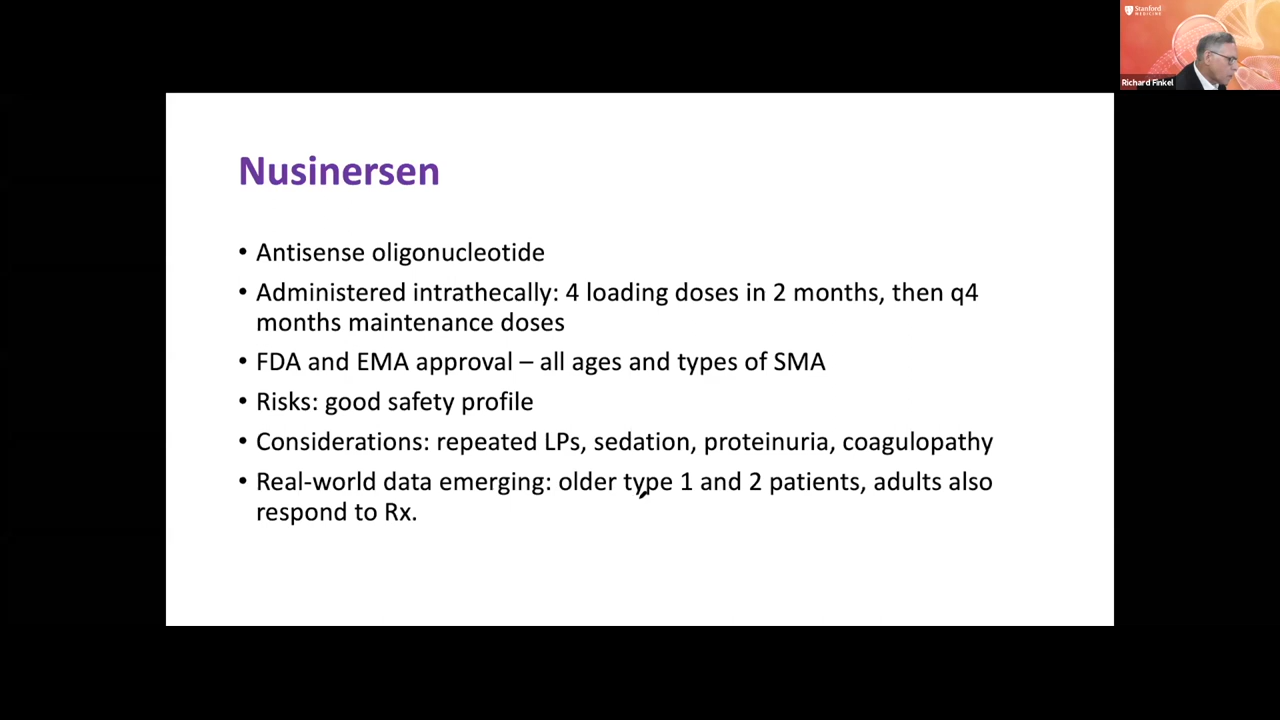 Stanford
MEDICINE
Richard Finkel
Nusinersen
• Antisense oligonucleotide
• Administered intrathecally: 4 loading doses in 2 months, then q4
months maintenance doses
• FDA and EMA approval – all ages and types of SMA
• Risks: good safety profile
• Considerations: repeated LPs, sedation, proteinuria, coagulopathy
• Real-world data emerging: older type 1 and 2 patients, adults also
respond to Rx.